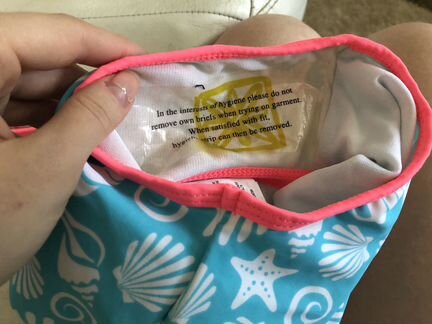 In the interests of hygiene please do not
remove own briefs when trying on garment.
When satisfied with fit,
hygiene strip can then be removed.